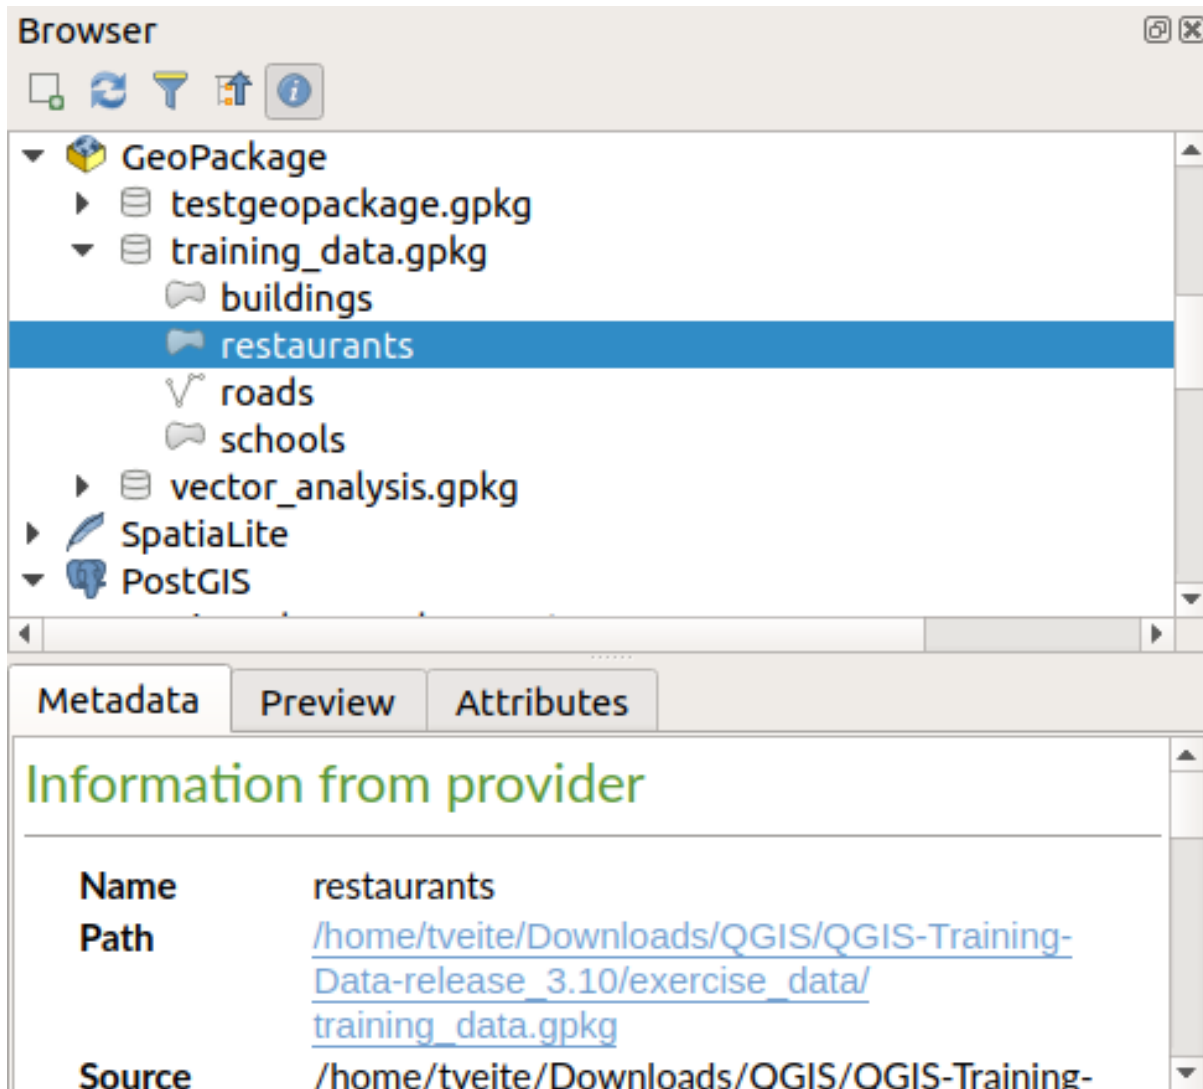 Browser
GeoPackage
testgeopackage.gpkg
training_data.gpkg
buildings
restaurants
roads
schools
vector_analysis.gpkg
SpatiaLite
PostGIS
Metadata Preview Attributes
Information from provider
Name restaurants
Path /home/tveite/Downloads/QGIS/QGIS-Training-
Data-release_3.10/exercise_data/
training_data.gpkg
Source /home/tveite/Downloads/QGIS/QGIS-Training-